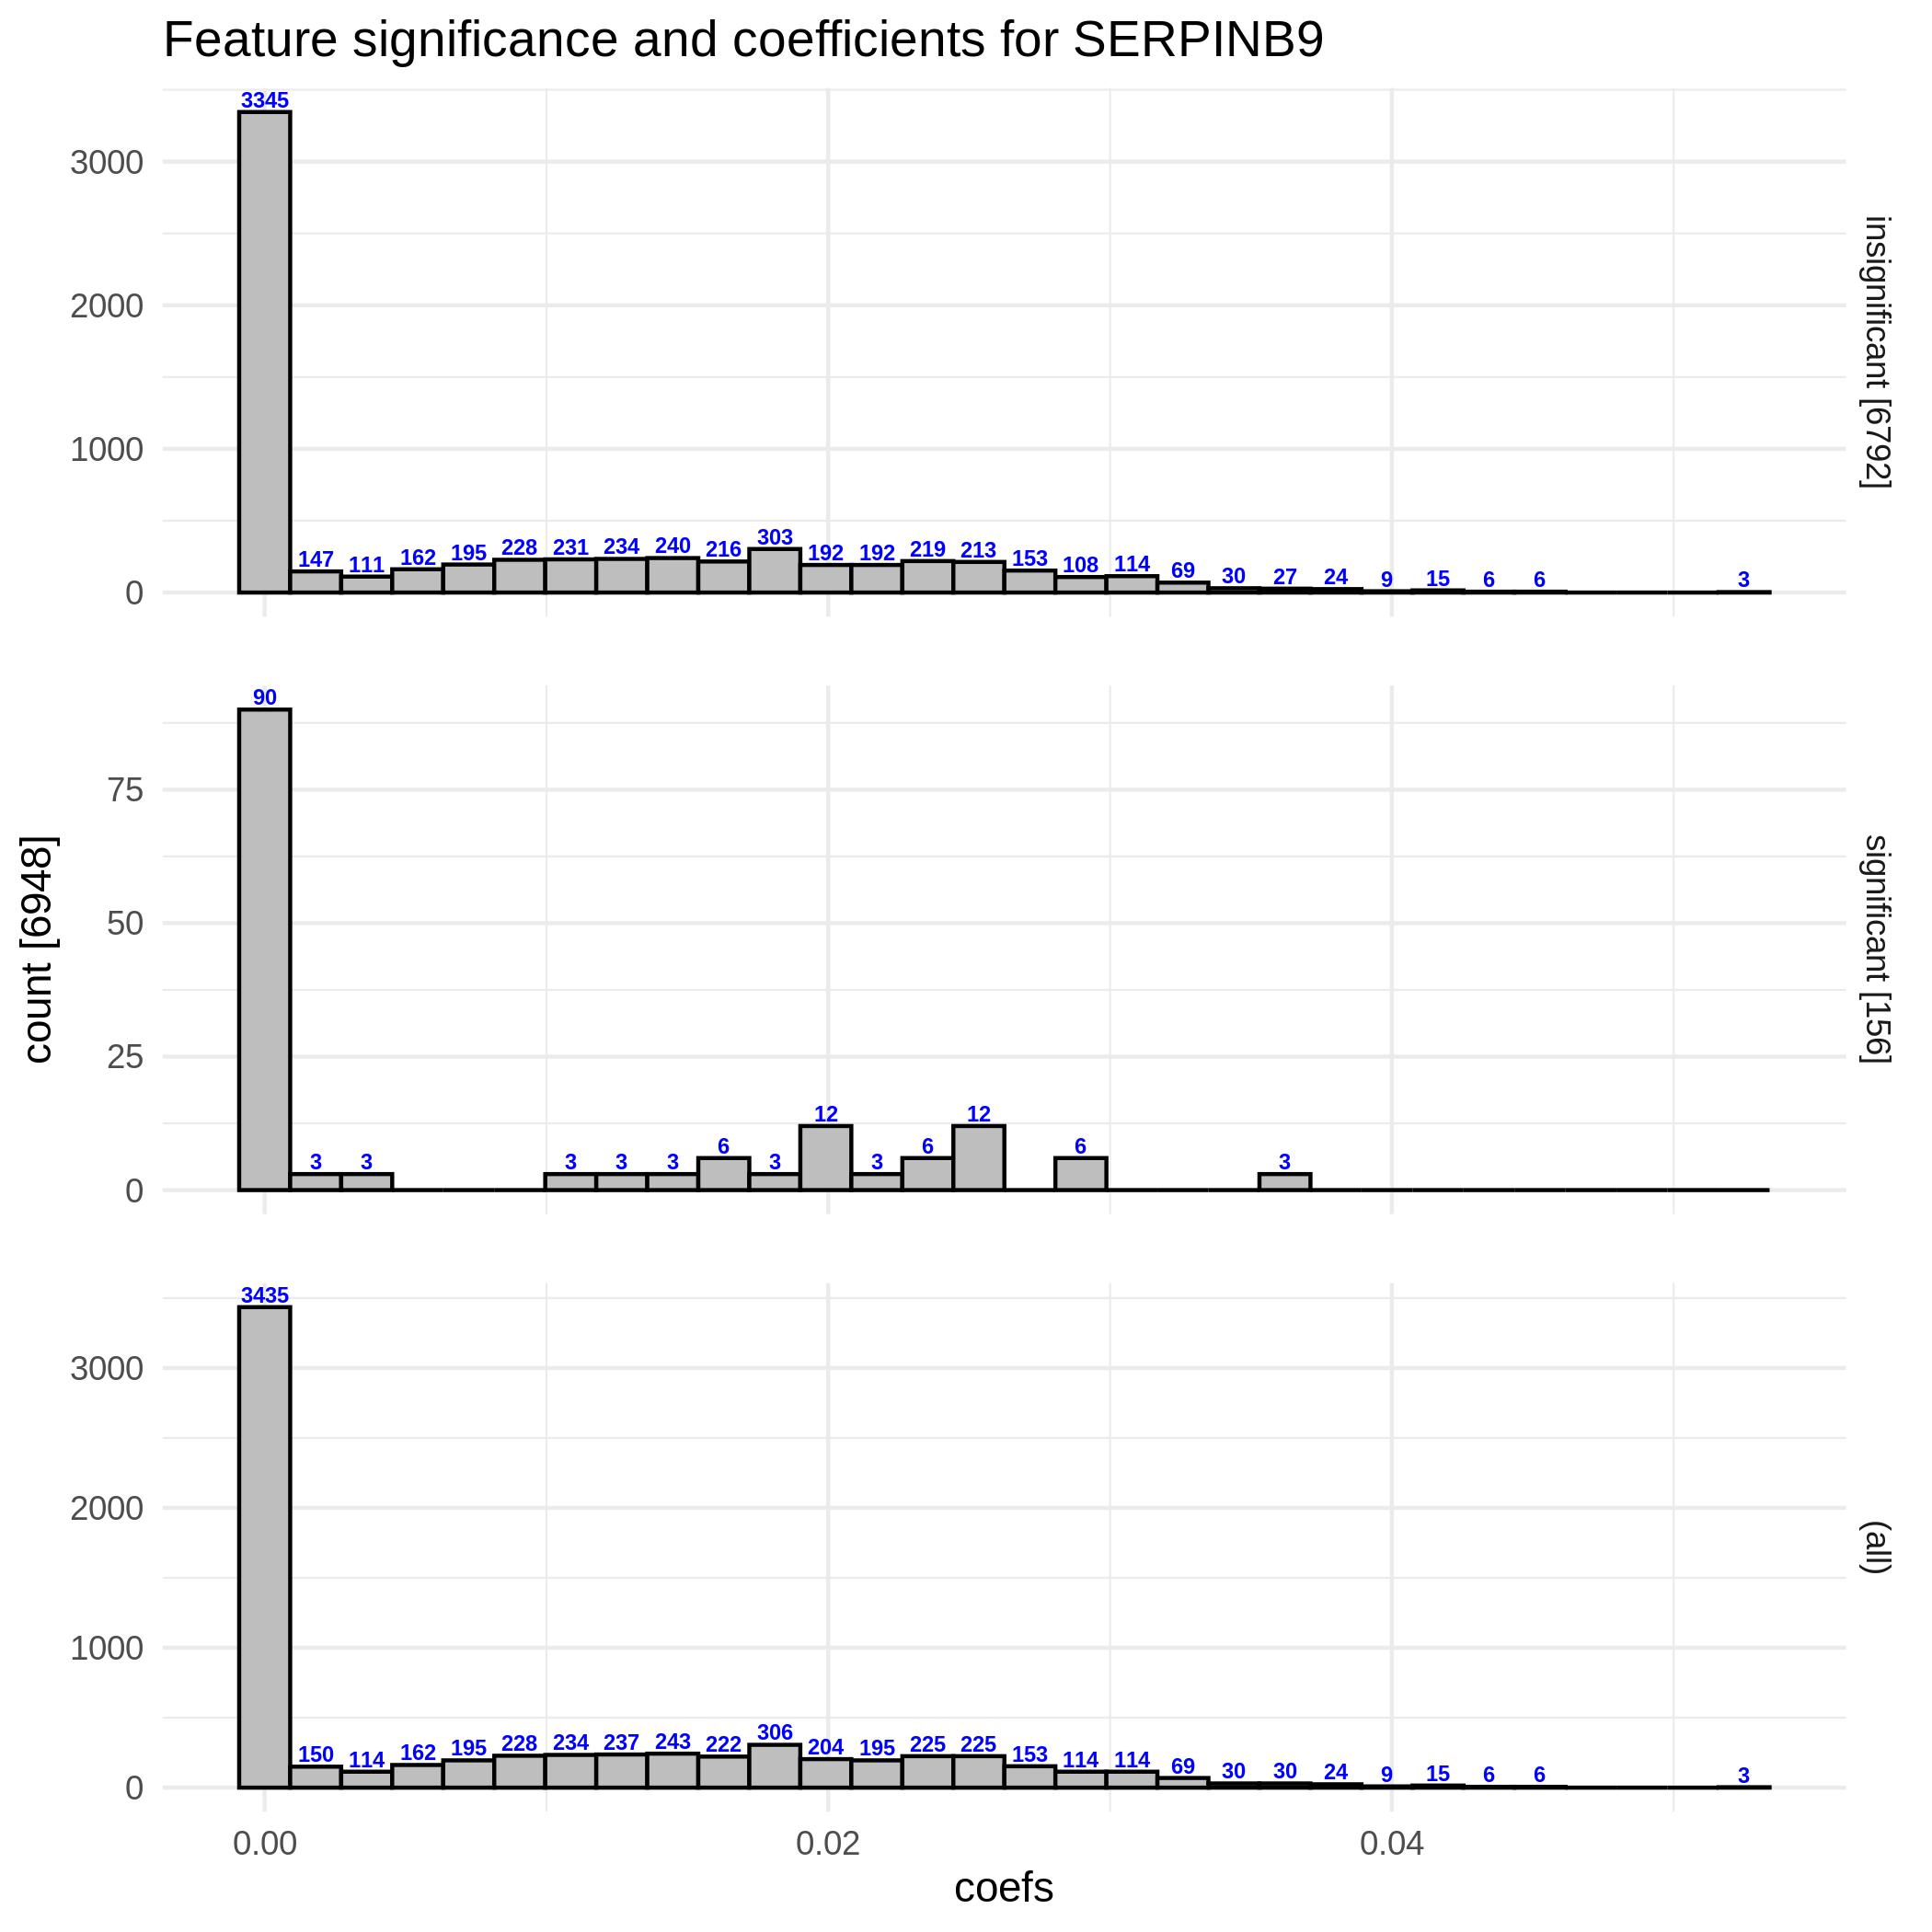 Feature significance and coefficients for SERPINB9
3345
3000
2000
1000
0
147 111 162 195 228 231 234 240 216 303 192 192 219 213 153 108 114 69 30 27 24 9 15 6 6 3
insignificant [6792]
count [6948]
90
75
50
25
0
3 3 3 3 3 6 3 12 3 6 12 6 3
significant [156]
3435
3000
2000
1000
0
150 114 162 195 228 234 237 243 222 306 204 195 225 225 153 114 114 69 30 30 24 9 15 6 6 3
(all)
0.00 0.02 0.04
coefs